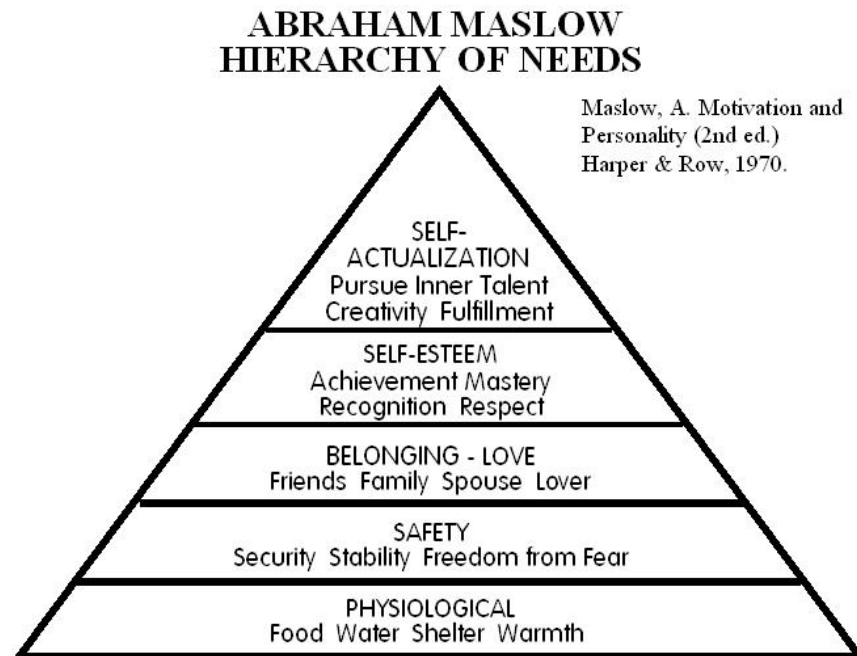 ABRAHAM MASLOW
HIERARCHY OF NEEDS
Maslow, A. Motivation and
Personality (2nd ed.)
Harper & Row, 1970.
SELF-
ACTUALIZATION
Pursue Inner Talent
Creativity Fulfillment
SELF-ESTEEM
Achievement Mastery
Recognition Respect
BELONGING - LOVE
Friends Family Spouse Lover
SAFETY
Security Stability Freedom from Fear
PHYSIOLOGICAL
Food Water Shelter Warmth